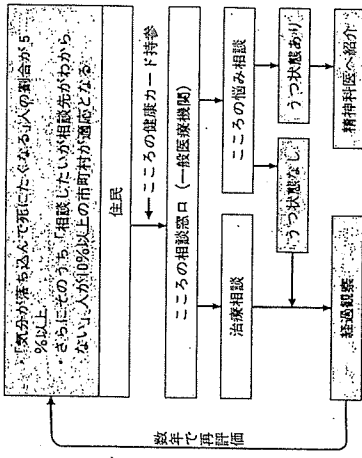 ・「気分が落ち込んで死にたくなる」人の割合が5
%以上
・さらにそのうち、「相談したいが相談先がわから
ない」人が10%以上の市町村が適応となる
住民
こころの健康カード持参
こころの相談窓口（一般医療機関）
治療相談
こころの悩み相談
うつ状態なし
うつ状態あり
経過観察
精神科医へ紹介
数年で再評価